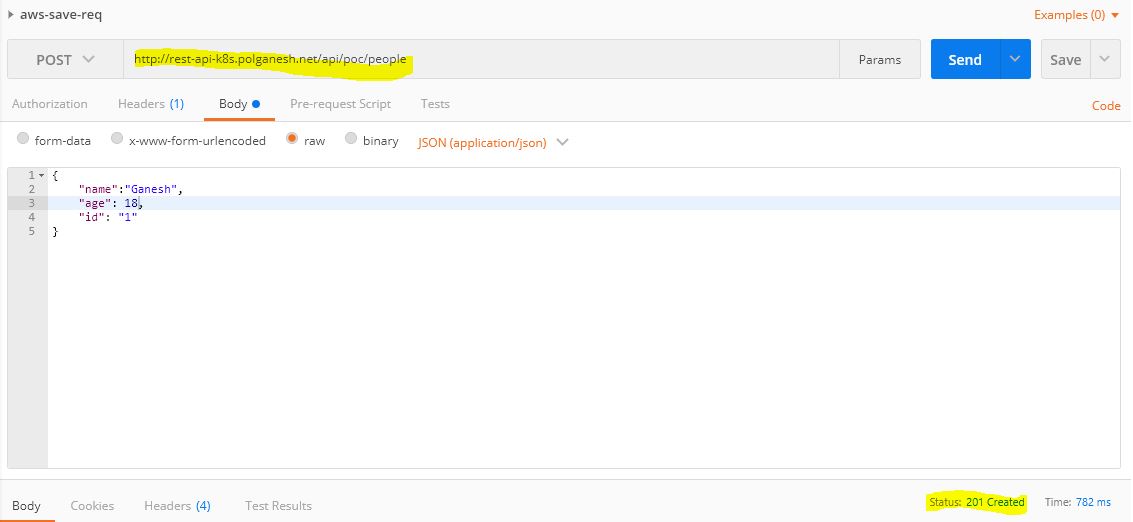 aws-save-req Examples (0)
POST http://rest-api-k8s.polganesh.net/api/poc/people Params Send Save
Authorization Headers (1) Body Pre-request Script Tests Code
form-data x-www-form-urlencoded raw binary JSON (application/json)
1 {
2 "name":"Ganesh",
3 "age": 18,
4 "id": "1"
5 }
Body Cookies Headers (4) Test Results Status: 201 Created Time: 782 ms